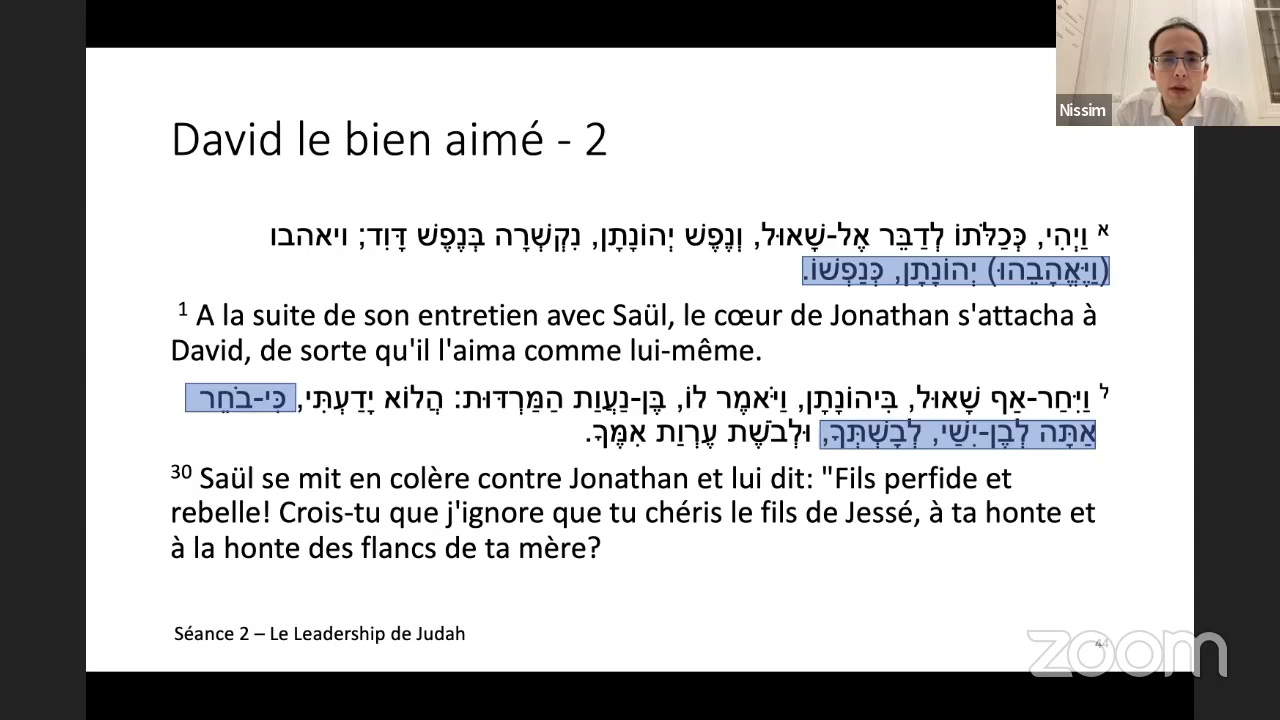 Nissim
David le bien aimé - 2
א וַיְהִי, כְּכַלֹּתוֹ לְדַבֵּר אֶל-שָׁאוּל, וְנֶפֶשׁ יְהוֹנָתָן, נִקְשְׁרָה בְּנֶפֶשׁ דָּוִד; ויאהבו
(וַיֶּאֱהָבֵהוּ) יְהוֹנָתָן, כְּנַפְשׁוֹ.
1 A la suite de son entretien avec Saül, le cœur de Jonathan s'attacha à
David, de sorte qu'il l'aima comme lui-même.
ל וַיִּחַר-אַף שָׁאוּל, בִּיהוֹנָתָן, וַיֹּאמֶר לוֹ, בֶּן-נַעֲוַת הַמַּרְדּוּת: הֲלוֹא יָדַעְתִּי, כִּי-בֹחֵר
אַתָּה לְבֶן-יִשַׁי, לְבָשְׁתְּךָ, וּלְבֹשֶׁת עֶרְוַת אִמֶּךָ.
30 Saül se mit en colère contre Jonathan et lui dit: "Fils perfide et
rebelle! Crois-tu que j'ignore que tu chéris le fils de Jessé, à ta honte et
à la honte des flancs de ta mère?
Séance 2 – Le Leadership de Judah
44
zoom